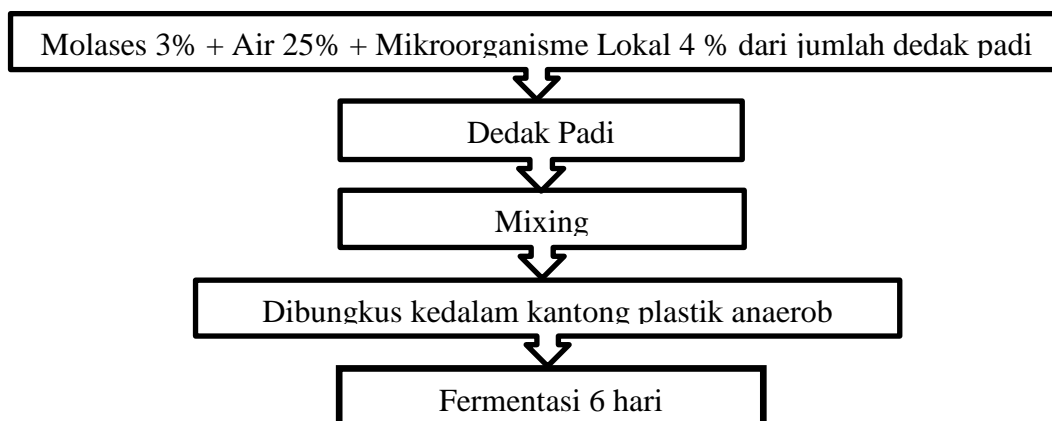 Molases 3% + Air 25% + Mikroorganisme Lokal 4 % dari jumlah dedak padi
Dedak Padi
Mixing
Dibungkus kedalam kantong plastik anaerob
Fermentasi 6 hari